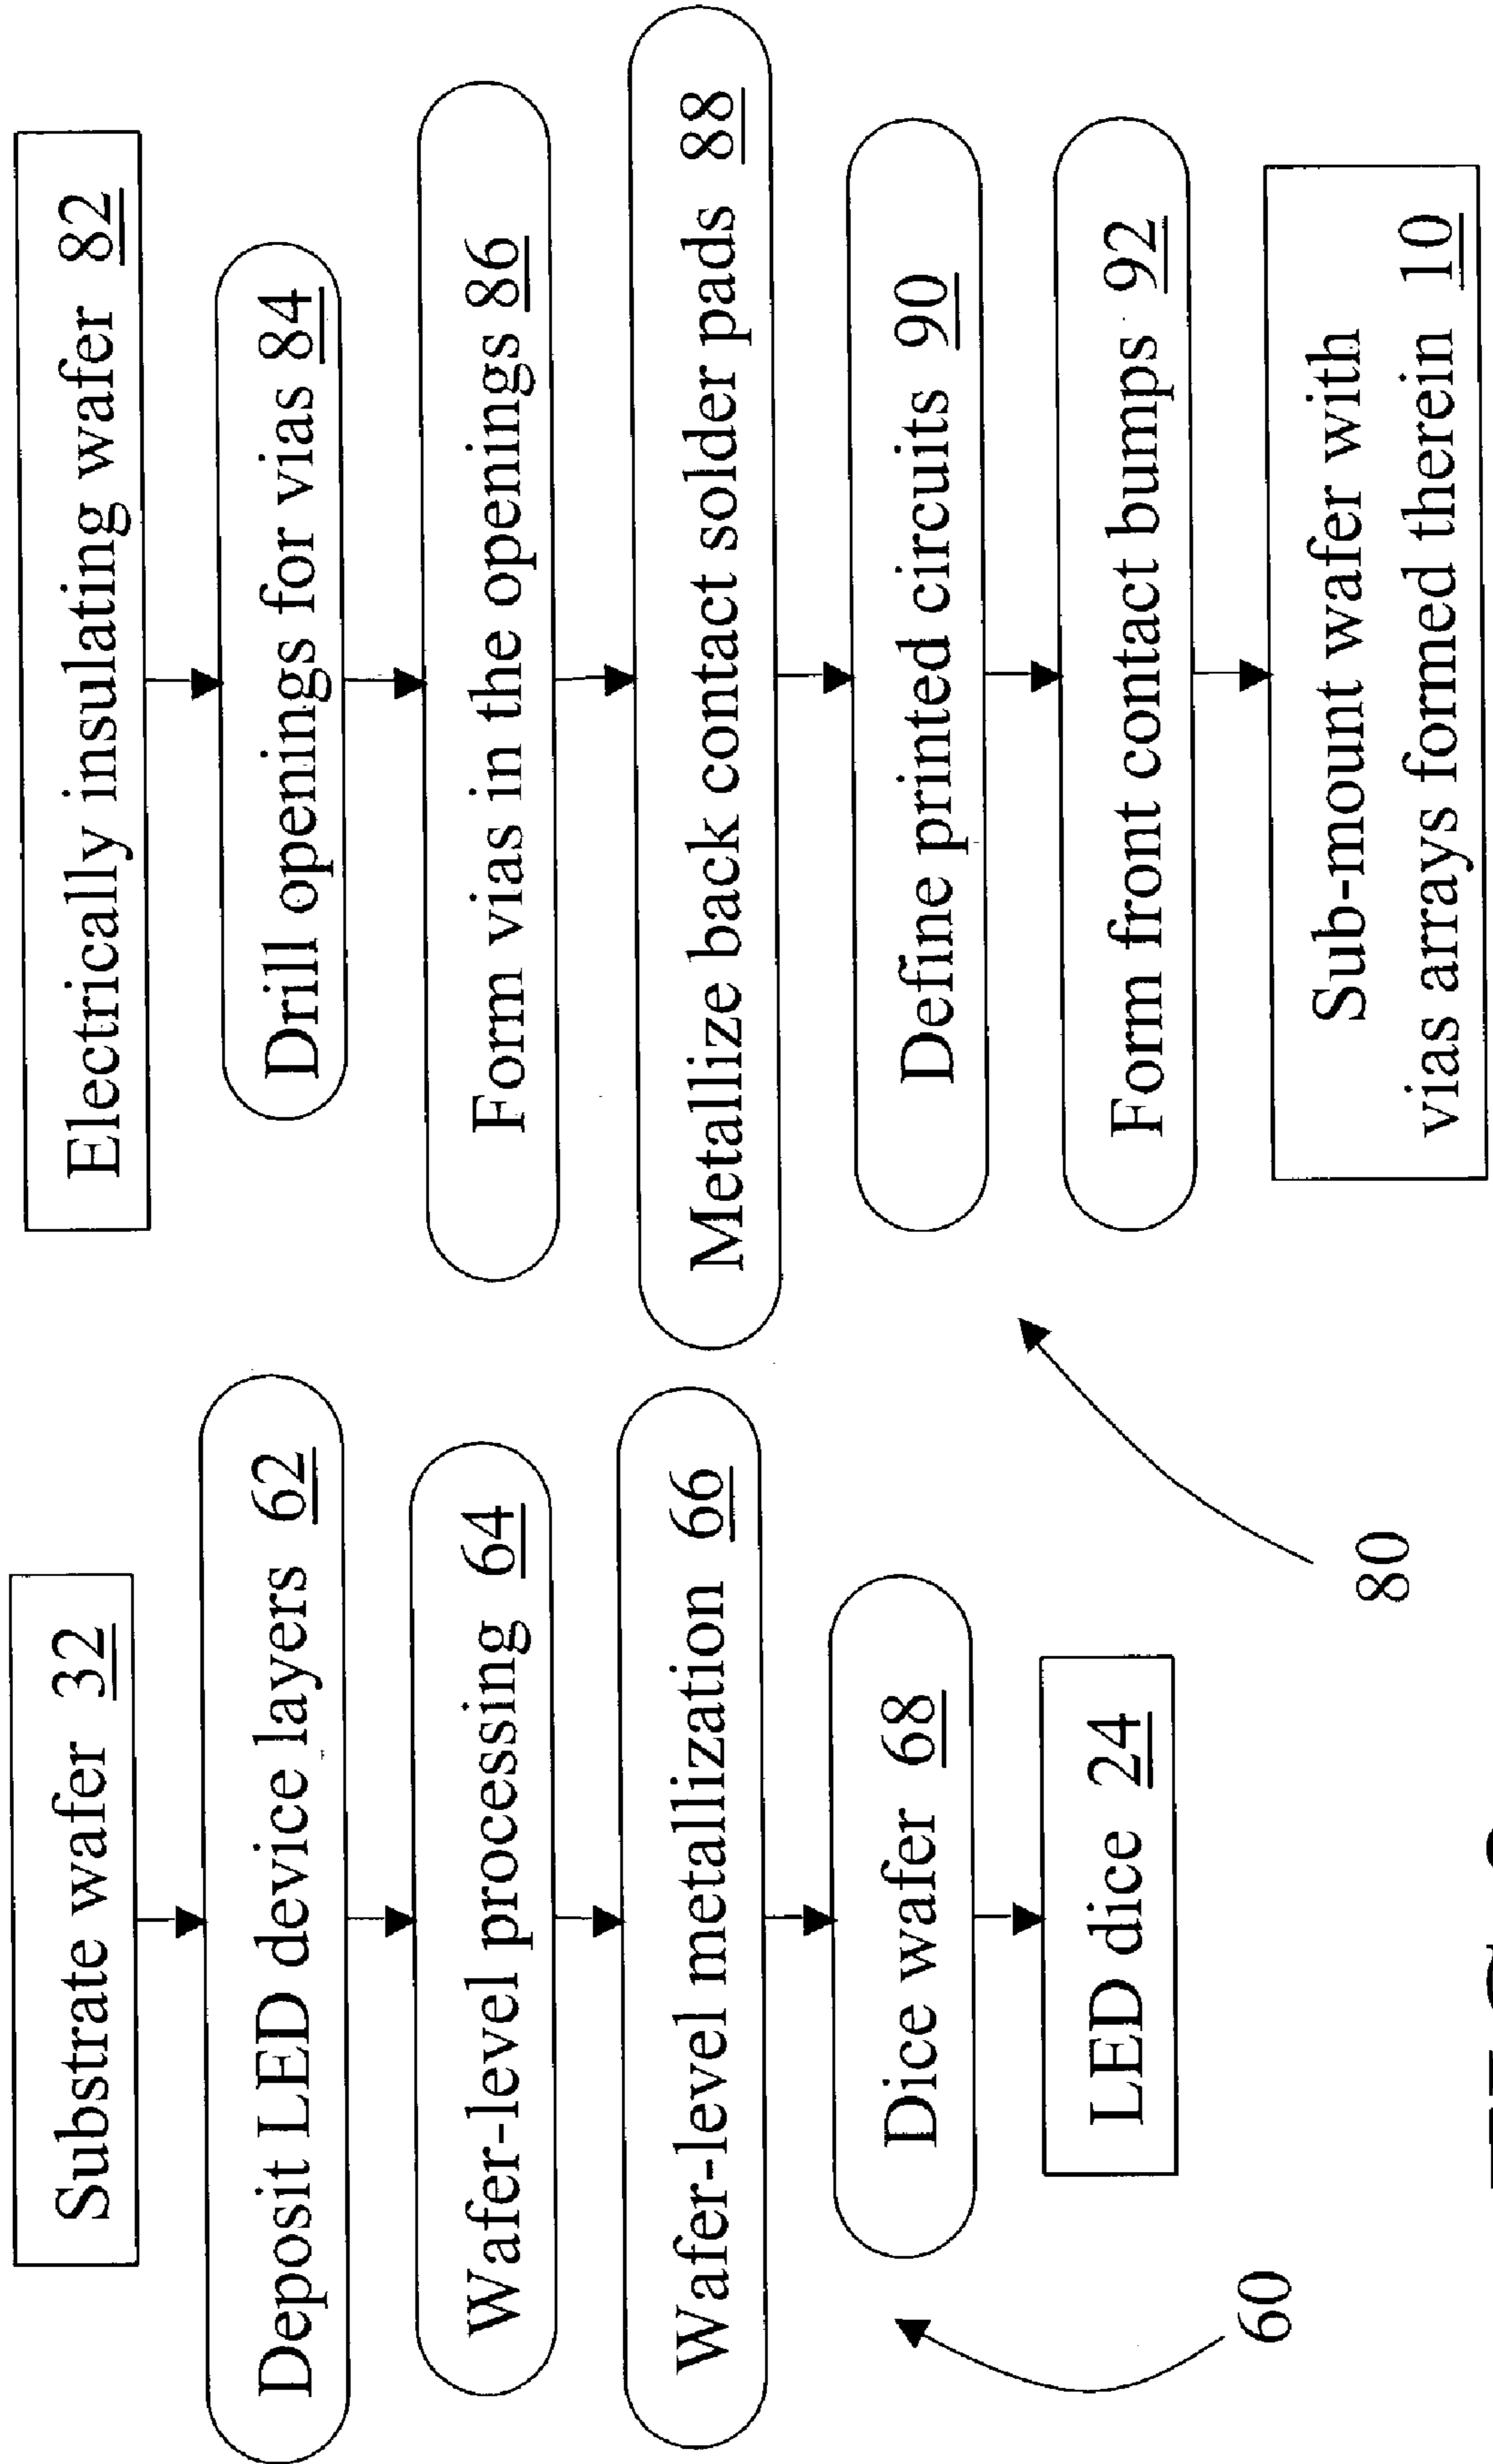 Substrate wafer 32
Deposit LED device layers 62
Wafer-level processing 64
Wafer-level metallization 66
Dice wafer 68
LED dice 24
60
Electrically insulating wafer 82
Drill openings for vias 84
Form vias in the openings 86
Metallize back contact solder pads 88
Define printed circuits 90
Form front contact bumps 92
Sub-mount wafer with
vias arrays formed therein 10
80